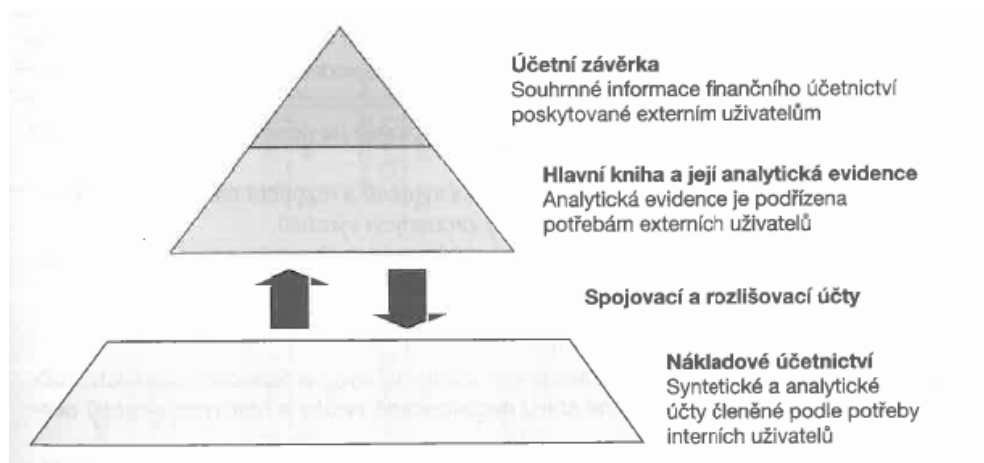 Účetní závěrka
Souhrnné informace finančního účetnictví
poskytované externím uživatelům
Hlavní kniha a její analytická evidence
Analytická evidence je podřízena
potřebám externích uživatelů
Spojovací a rozlišovací účty
Nákladové účetnictví
Syntetické a analytické
účty členěné podle potřeby
interních uživatelů